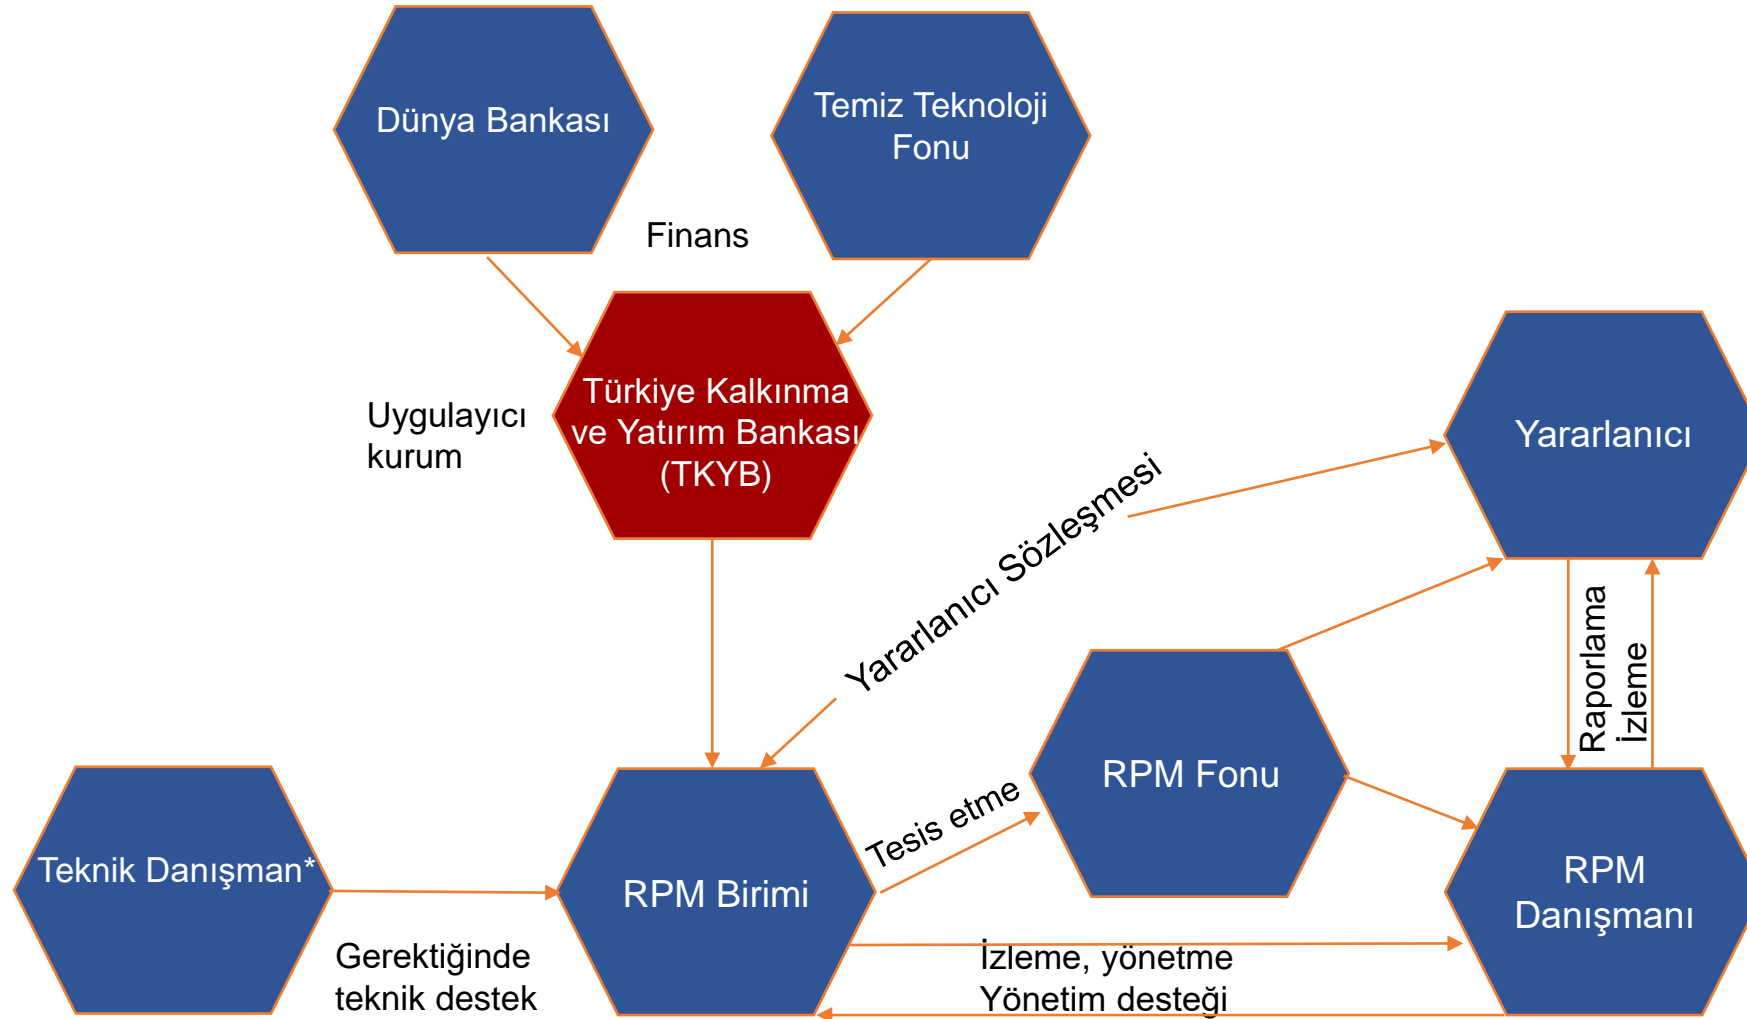 Dünya Bankası
Temiz Teknoloji
Fonu
Finans
Türkiye Kalkınma
ve Yatırım Bankası
(TKYB)
Uygulayıcı
kurum
Yararlanıcı
Yararlanıcı Sözleşmesi
Raporlama
İzleme
RPM Fonu
Tesis etme
Teknik Danışman*
RPM Birimi
RPM
Danışmanı
Gerektiğinde
teknik destek
İzleme, yönetme
Yönetim desteği